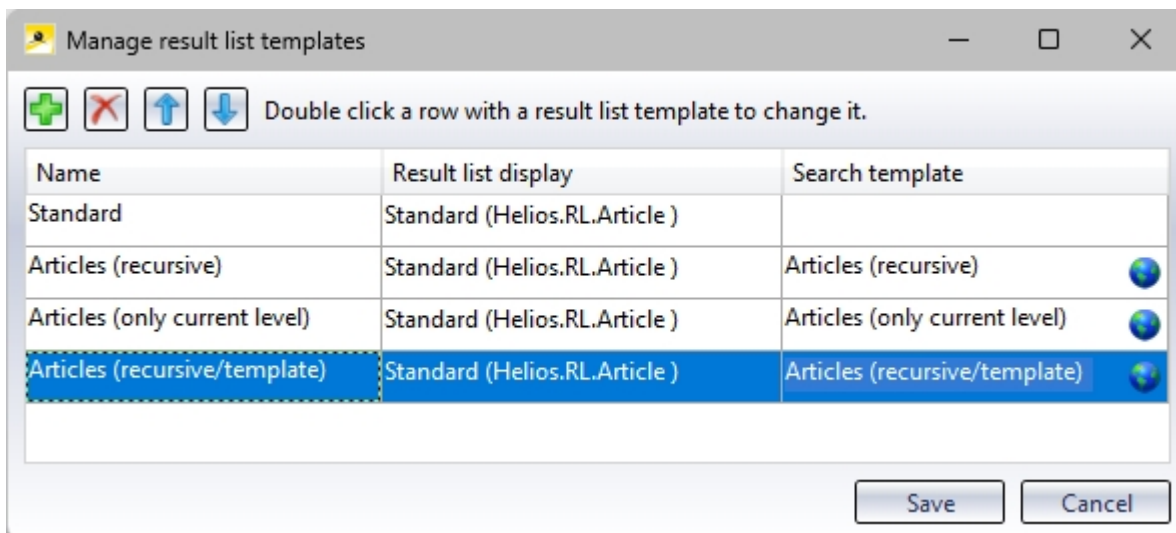 Manage result list templates
Double click a row with a result list template to change it.
Name Result list display Search template
Standard Standard (Helios.RL.Article )
Articles (recursive) Standard (Helios.RL.Article ) Articles (recursive)
Articles (only current level) Standard (Helios.RL.Article ) Articles (only current level)
Articles (recursive/template) Standard (Helios.RL.Article ) Articles (recursive/template)
Save Cancel